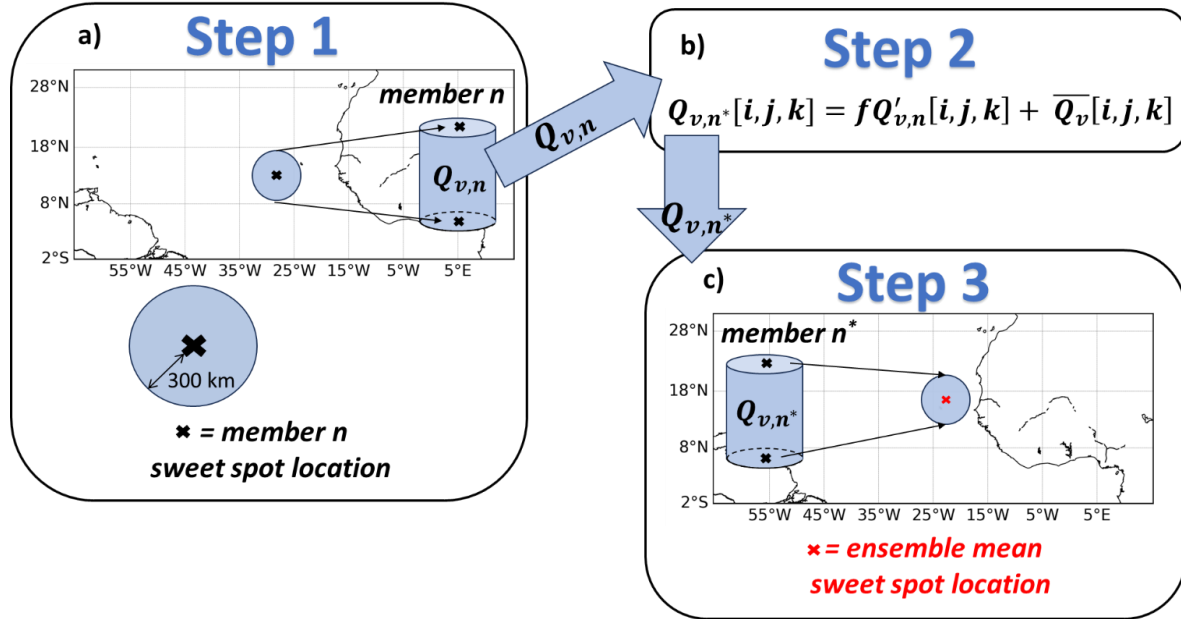 a)
Step 1
28°N
18°N
8°N
2°S
member n
Q_{v,n}
55°W 45°W 35°W 25°W 15°W 5°W 5°E
300 km
✖ = member n
sweet spot location
Q_{v,n}
b)
Step 2
Q_{v,n*}[i,j,k] = fQ′_{v,n}[i,j,k] + \overline{Q_v}[i,j,k]
Q_{v,n*}
c)
Step 3
28°N
18°N
8°N
2°S
member n*
Q_{v,n*}
55°W 45°W 35°W 25°W 15°W 5°W 5°E
✖ = ensemble mean
sweet spot location